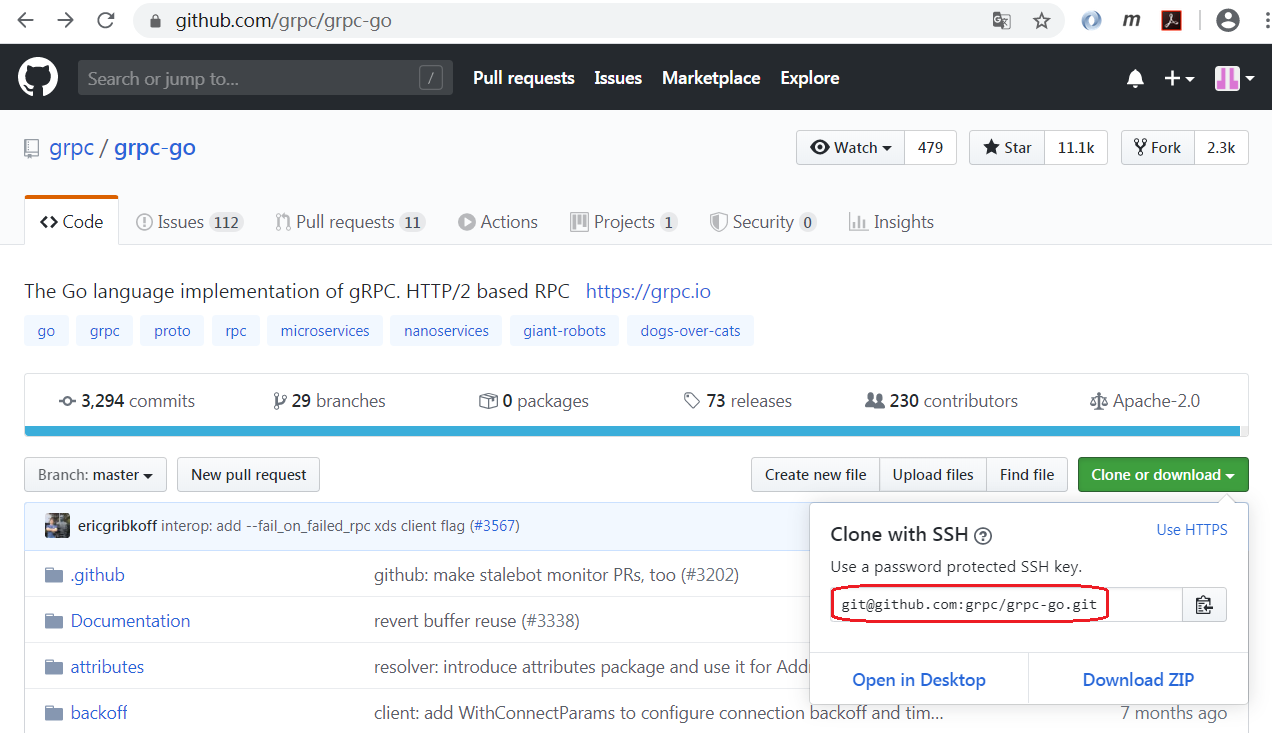 github.com/grpc/grpc-go
m
Search or jump to... /
Pull requests Issues Marketplace Explore
grpc / grpc-go
Watch 479 Star 11.1k Fork 2.3k
Code Issues 112 Pull requests 11 Actions Projects 1 Security 0 Insights
The Go language implementation of gRPC. HTTP/2 based RPC https://grpc.io
go grpc proto rpc microservices nanoservices giant-robots dogs-over-cats
3,294 commits 29 branches 0 packages 73 releases 230 contributors Apache-2.0
Branch: master New pull request Create new file Upload files Find file Clone or download
ericgribkoff interop: add --fail_on_failed_rpc xds client flag (#3567)
Clone with SSH ? Use HTTPS
Use a password protected SSH key.
git@github.com:grpc/grpc-go.git
Open in Desktop Download ZIP
.github github: make stalebot monitor PRs, too (#3202)
Documentation revert buffer reuse (#3338)
attributes resolver: introduce attributes package and use it for Addr
backoff client: add WithConnectParams to configure connection backoff and tim... 7 months ago